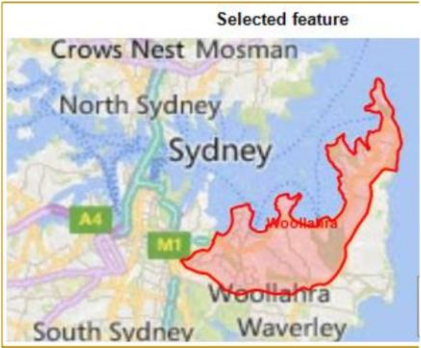 Selected feature
Crows Nest Mosman
North Sydney
Sydney
A4
Woollahra
M1
Woollahra
South Sydney Waverley